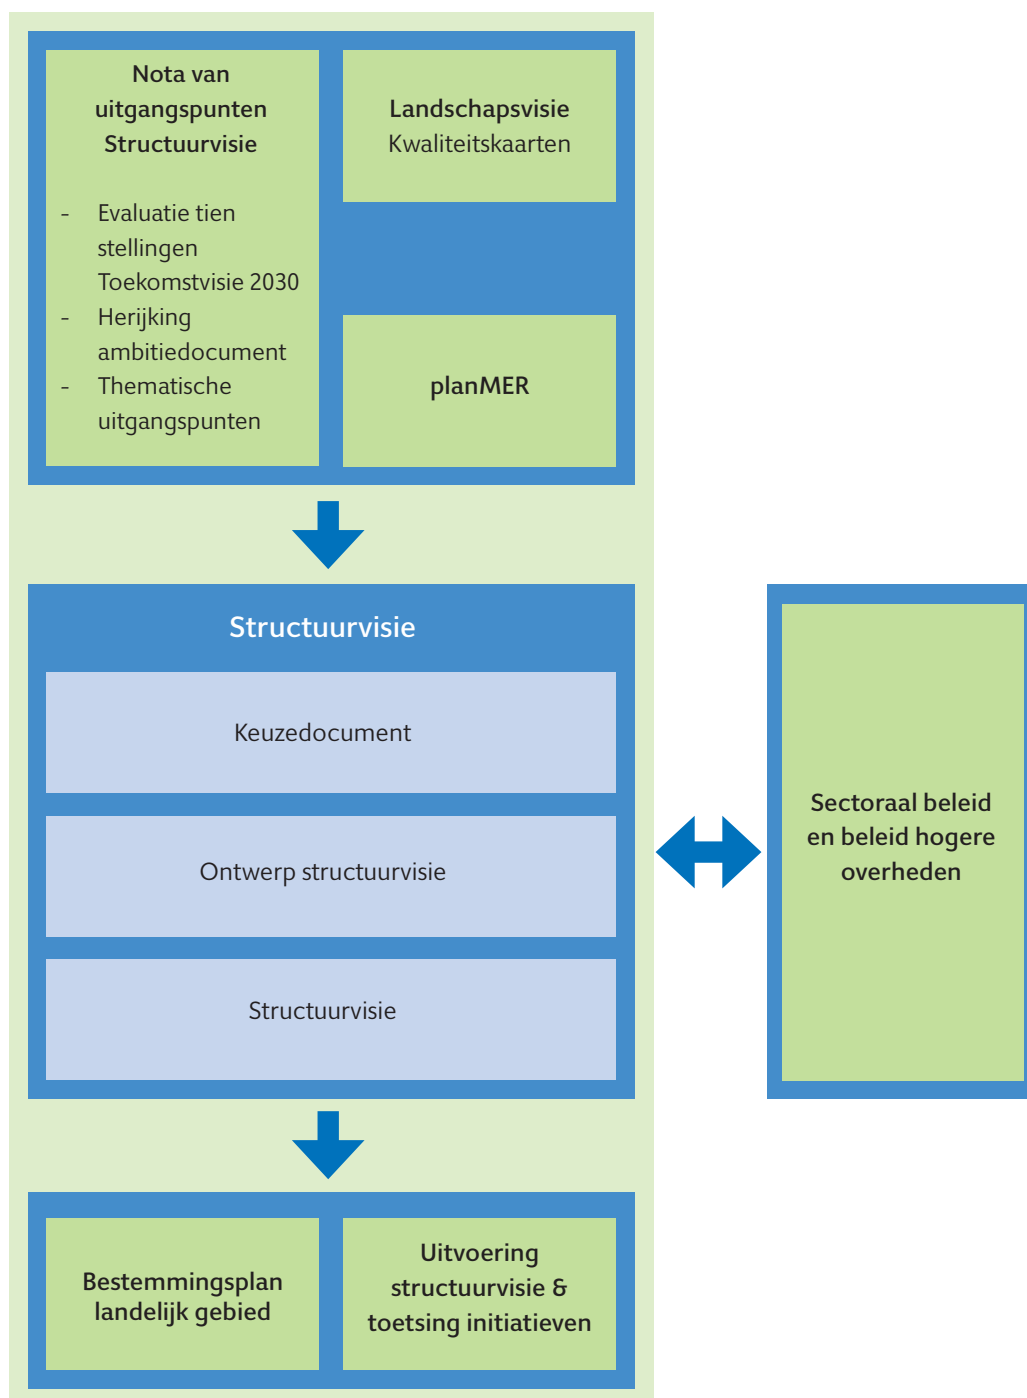 Nota van
uitgangspunten
Structuurvisie
- Evaluatie tien
stellingen
Toekomstvisie 2030
- Herijking
ambitiedocument
- Thematische
uitgangspunten
Landschapsvisie
Kwaliteitskaarten
planMER
Structuurvisie
Keuzedocument
Ontwerp structuurvisie
Structuurvisie
Sectoraal beleid
en beleid hogere
overheden
Bestemmingsplan
landelijk gebied
Uitvoering
structuurvisie &
toetsing initiatieven